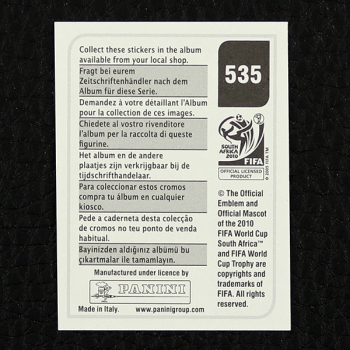 Collect these stickers in the album
available from your local shop.
Fragt bei eurem
Zeitschriftenhändler nach dem
Album für diese Serie.
Demandez à votre détaillant l'Album
pour la collection de ces images.
Chiedete al vostro rivenditore
l'album per la raccolta di queste
figurine.
Het album en de andere
plaatjes zijn verkrijgbaar bij de
tijdschrifthandelaar.
Para coleccionar estos cromos
compra tu álbum en cualquier
kiosco.
Pede a caderneta desta colecção
de cromos no teu ponto de venda
habitual.
Bayinizden aldığınız albümü bu
çıkartmalar ile tamamlayın.
Manufactured under licence by
PANINI
Made in Italy. www.paninigroup.com
535
SOUTH AFRICA
2010
FIFA
OFFICIAL LICENSED
PRODUCT
© The Official
Emblem and
Official Mascot
of the 2010
FIFA World Cup
South Africa™
and FIFA World
Cup Trophy are
copyrights and
trademarks of
FIFA. All rights
reserved.